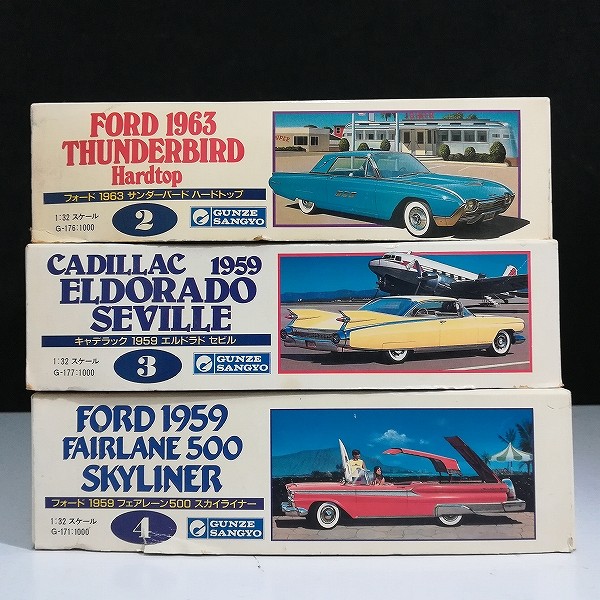 FORD 1963
THUNDERBIRD
Hardtop
フォード 1963 サンダーバード ハードトップ
1:32 スケール
G-176:1000
2
GUNZE
SANGYO
CADILLAC 1959
ELDORADO
SEVILLE
キャデラック 1959 エルドラド セビル
1:32 スケール
G-177:1000
3
GUNZE
SANGYO
FORD 1959
FAIRLANE 500
SKYLINER
フォード 1959 フェアレーン500 スカイライナー
1:32 スケール
G-171:1000
4
GUNZE
SANGYO